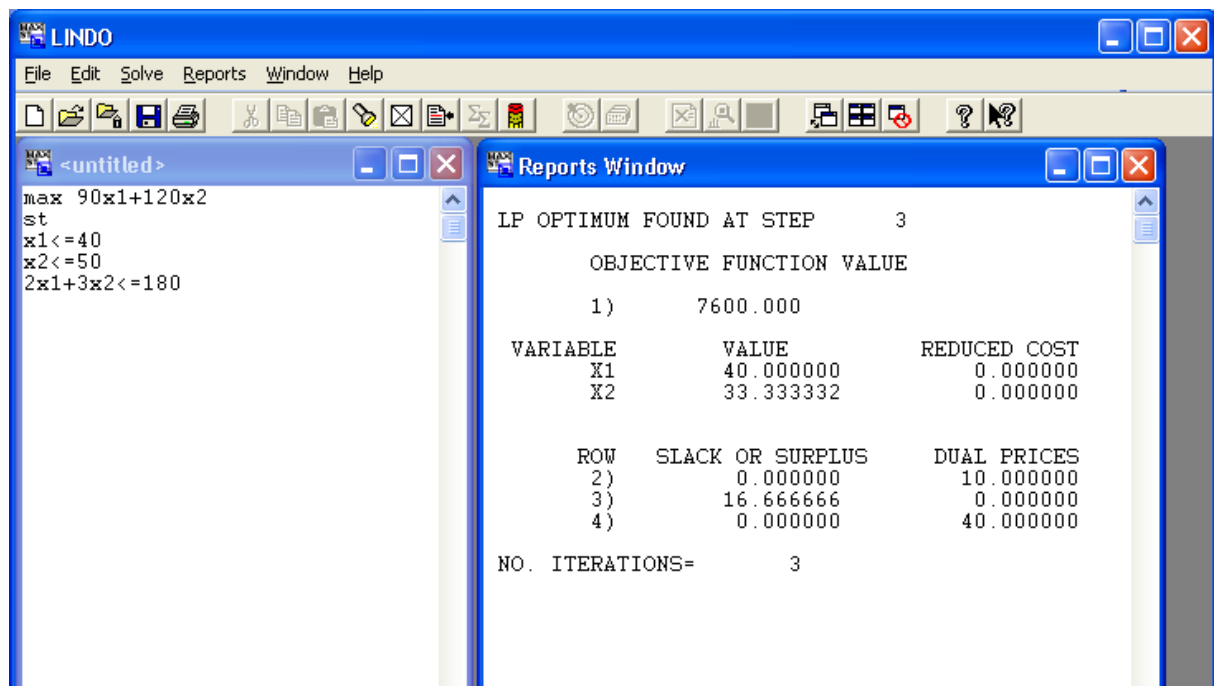 LINDO
File Edit Solve Reports Window Help
<untitled>
max 90x1+120x2
st
x1<=40
x2<=50
2x1+3x2<=180
Reports Window
LP OPTIMUM FOUND AT STEP 3
OBJECTIVE FUNCTION VALUE
1) 7600.000
VARIABLE VALUE REDUCED COST
X1 40.000000 0.000000
X2 33.333332 0.000000
ROW SLACK OR SURPLUS DUAL PRICES
2) 0.000000 10.000000
3) 16.666666 0.000000
4) 0.000000 40.000000
NO. ITERATIONS= 3